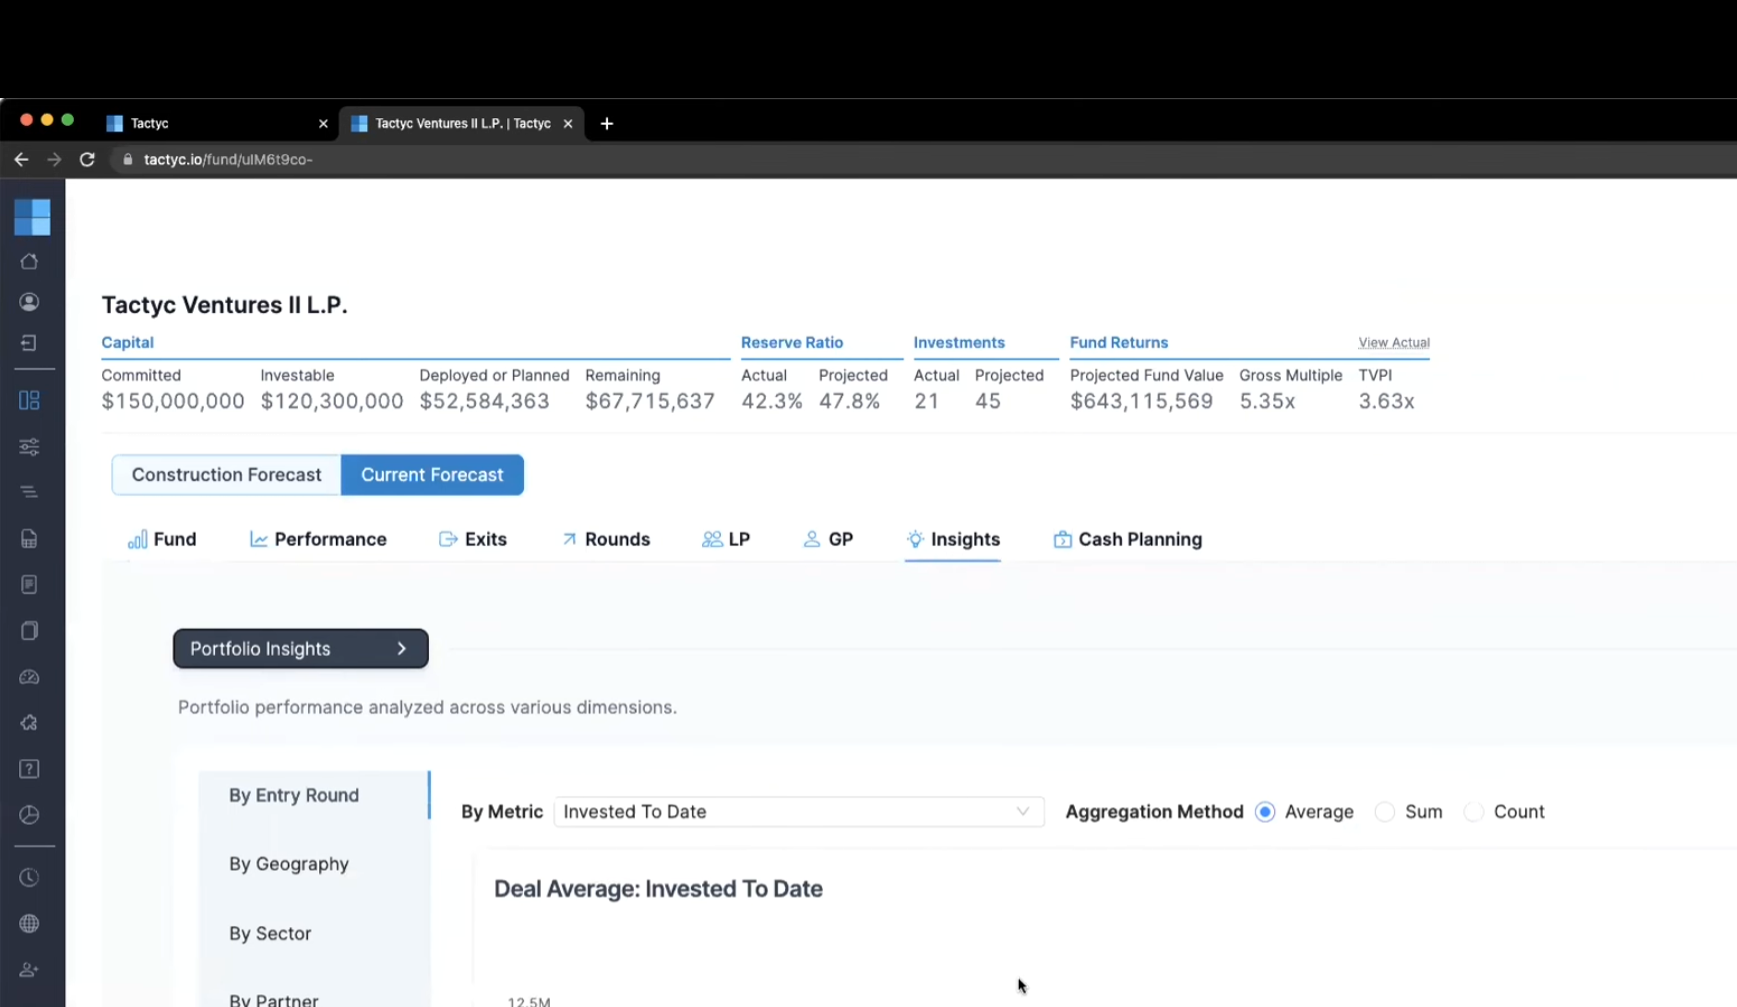 Tactyc
Tactyc Ventures II L.P. | Tactyc
tactyc.io/fund/uIM6t9co-
Tactyc Ventures II L.P.
Capital Reserve Ratio Investments Fund Returns View Actual
Committed Investable Deployed or Planned Remaining Actual Projected Actual Projected Projected Fund Value Gross Multiple TVPI
$150,000,000 $120,300,000 $52,584,363 $67,715,637 42.3% 47.8% 21 45 $643,115,569 5.35x 3.63x
Construction Forecast Current Forecast
Fund Performance Exits Rounds LP GP Insights Cash Planning
Portfolio Insights
Portfolio performance analyzed across various dimensions.
By Entry Round
By Metric Invested To Date Aggregation Method Average Sum Count
By Geography
Deal Average: Invested To Date
By Sector
By Partner
12.5M